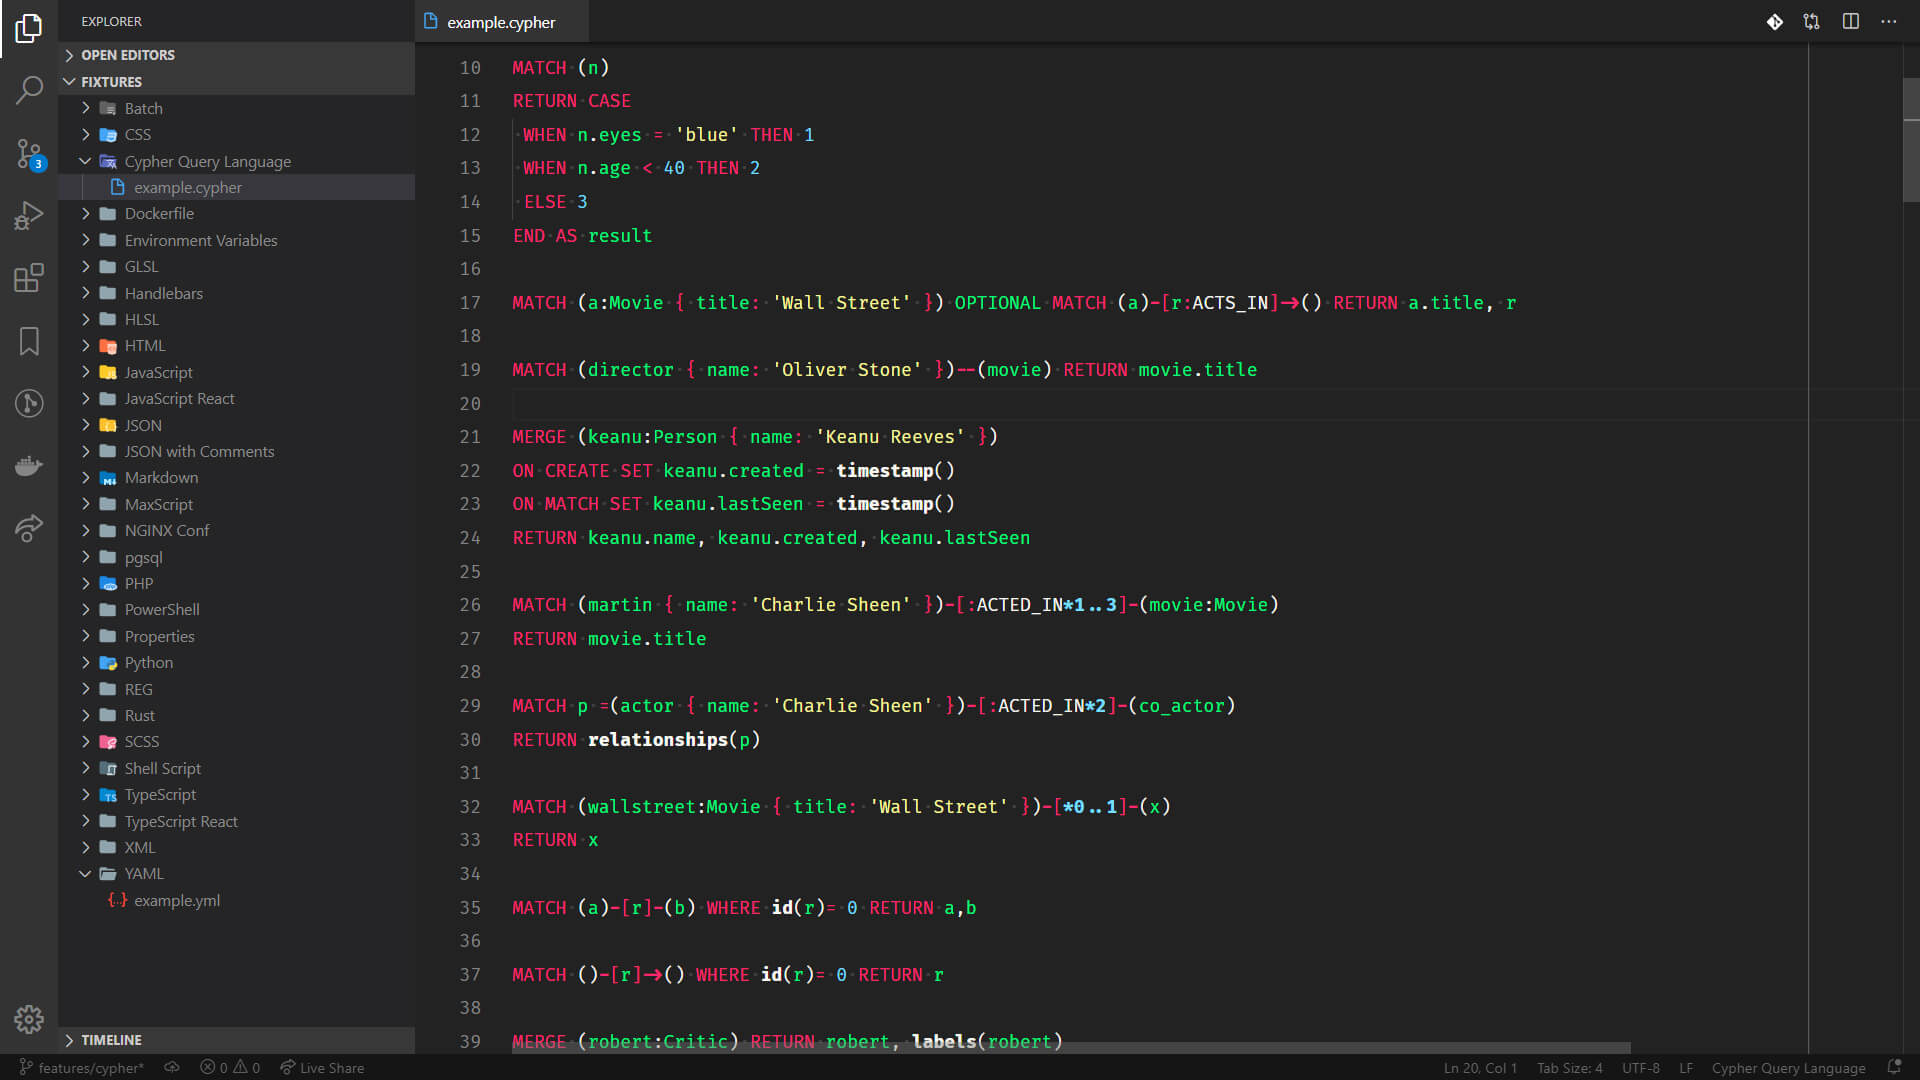 EXPLORER
OPEN EDITORS
FIXTURES
Batch
CSS
Cypher Query Language
example.cypher
Dockerfile
Environment Variables
GLSL
Handlebars
HLSL
HTML
JavaScript
JavaScript React
JSON
JSON with Comments
Markdown
MaxScript
NGINX Conf
pgsql
PHP
PowerShell
Properties
Python
REG
Rust
SCSS
Shell Script
TypeScript
TypeScript React
XML
YAML
example.yml
TIMELINE
3
example.cypher
10 MATCH (n)
11 RETURN CASE
12 WHEN n.eyes = 'blue' THEN 1
13 WHEN n.age < 40 THEN 2
14 ELSE 3
15 END AS result
16
17 MATCH (a:Movie { title: 'Wall Street' }) OPTIONAL MATCH (a)-[r:ACTS_IN]->() RETURN a.title, r
18
19 MATCH (director { name: 'Oliver Stone' })--(movie) RETURN movie.title
20
21 MERGE (keanu:Person { name: 'Keanu Reeves' })
22 ON CREATE SET keanu.created = timestamp()
23 ON MATCH SET keanu.lastSeen = timestamp()
24 RETURN keanu.name, keanu.created, keanu.lastSeen
25
26 MATCH (martin { name: 'Charlie Sheen' })-[:ACTED_IN*1..3]-(movie:Movie)
27 RETURN movie.title
28
29 MATCH p =(actor { name: 'Charlie Sheen' })-[:ACTED_IN*2]-(co_actor)
30 RETURN relationships(p)
31
32 MATCH (wallstreet:Movie { title: 'Wall Street' })-[*0..1]-(x)
33 RETURN x
34
35 MATCH (a)-[r]-(b) WHERE id(r)= 0 RETURN a,b
36
37 MATCH ()-[r]->() WHERE id(r)= 0 RETURN r
38
39 MERGE (robert:Critic) RETURN robert, labels(robert)
features/cypher* 0 0 Live Share Ln 20, Col 1 Tab Size: 4 UTF-8 LF Cypher Query Language